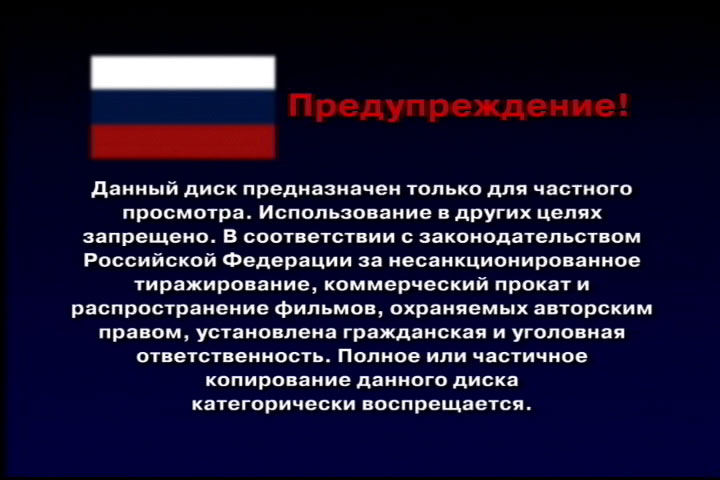 Предупреждение!
Данный диск предназначен только для частного
просмотра. Использование в других целях
запрещено. В соответствии с законодательством
Российской Федерации за несанкционированное
тиражирование, коммерческий прокат и
распространение фильмов, охраняемых авторским
правом, установлена гражданская и уголовная
ответственность. Полное или частичное
копирование данного диска
категорически воспрещается.